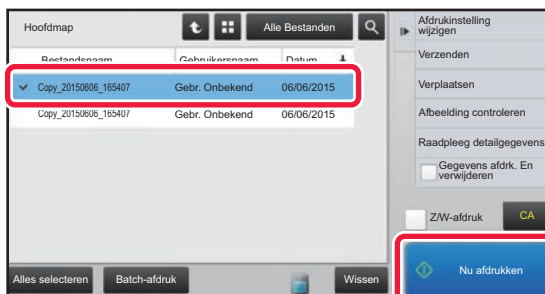 Hoofdmap
Alle Bestanden
Bestandsnaam Gebruikersnaam Datum
Copy_20150606_165407 Gebr. Onbekend 06/06/2015
Copy_20150606_165407 Gebr. Onbekend 06/06/2015
Alles selecteren
Batch-afdruk
Wissen
Afdrukinstelling
wijzigen
Verzenden
Verplaatsen
Afbeelding controleren
Raadpleeg detailgegevens
Gegevens afdrk. En
verwijderen
Z/W-afdruk
CA
Nu afdrukken